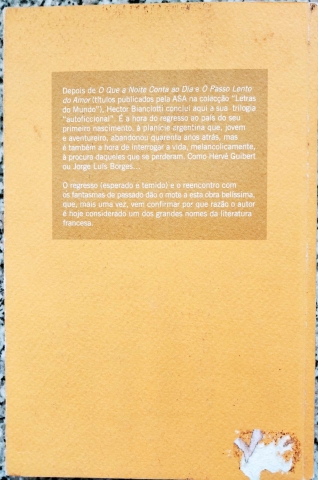 Depois de O Que a Noite Conta ao Dia e O Passo Lento
do Amor (títulos publicados pela ASA na colecção "Letras
do Mundo"), Hector Bianciotti conclui aqui a sua trilogia
"autoficcional". É a hora do regresso ao país do seu
primeiro nascimento, à planície argentina que, jovem
e aventureiro, abandonou quarenta anos atrás, mas
é também a hora de interrogar a vida, melancolicamente,
à procura daqueles que se perderam. Como Hervé Guibert
ou Jorge Luis Borges...
O regresso (esperado e temido) e o reencontro com
os fantasmas do passado dão o mote a esta obra belíssima,
que, mais uma vez, vem confirmar por que razão o autor
é hoje considerado um dos grandes nomes da literatura
francesa.